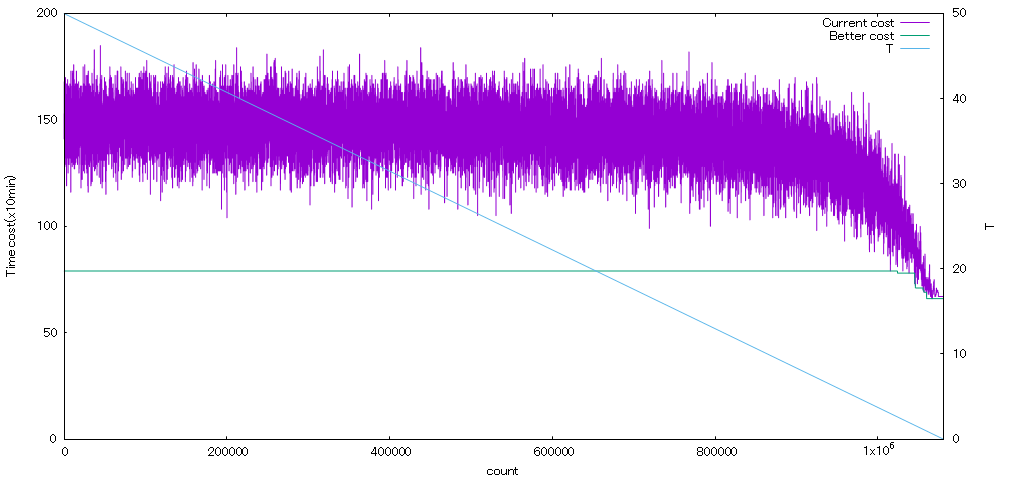 200
150
100
50
0
Time cost(x10min)
0
200000
400000
600000
800000
1x10^6
count
50
40
30
20
10
0
T
Current cost
Better cost
T